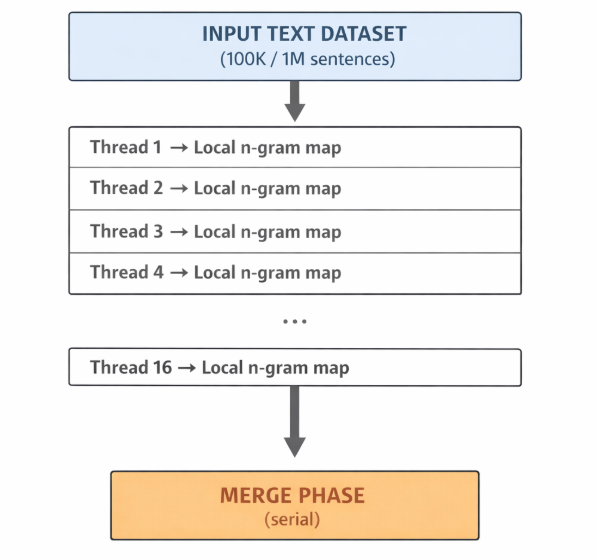 INPUT TEXT DATASET
(100K / 1M sentences)
Thread 1 → Local n-gram map
Thread 2 → Local n-gram map
Thread 3 → Local n-gram map
Thread 4 → Local n-gram map
...
Thread 16 → Local n-gram map
MERGE PHASE
(serial)